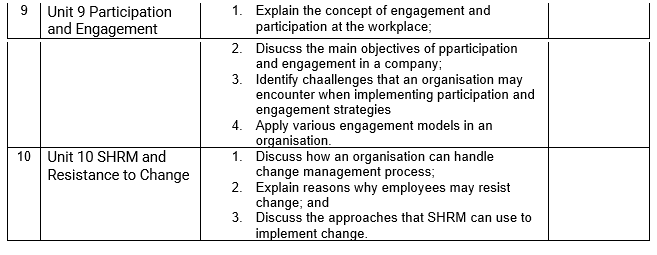 9 Unit 9 Participation 1. Explain the concept of engagement and
and Engagement participation at the workplace;
2. Disucss the main objectives of pparticipation
and engagement in a company;
3. Identify chaallenges that an organisation may
encounter when implementing participation and
engagement strategies
4. Apply various engagement models in an
organisation.
10 Unit 10 SHRM and 1. Discuss how an organisation can handle
Resistance to Change change management process;
2. Explain reasons why employees may resist
change; and
3. Discuss the approaches that SHRM can use to
implement change.